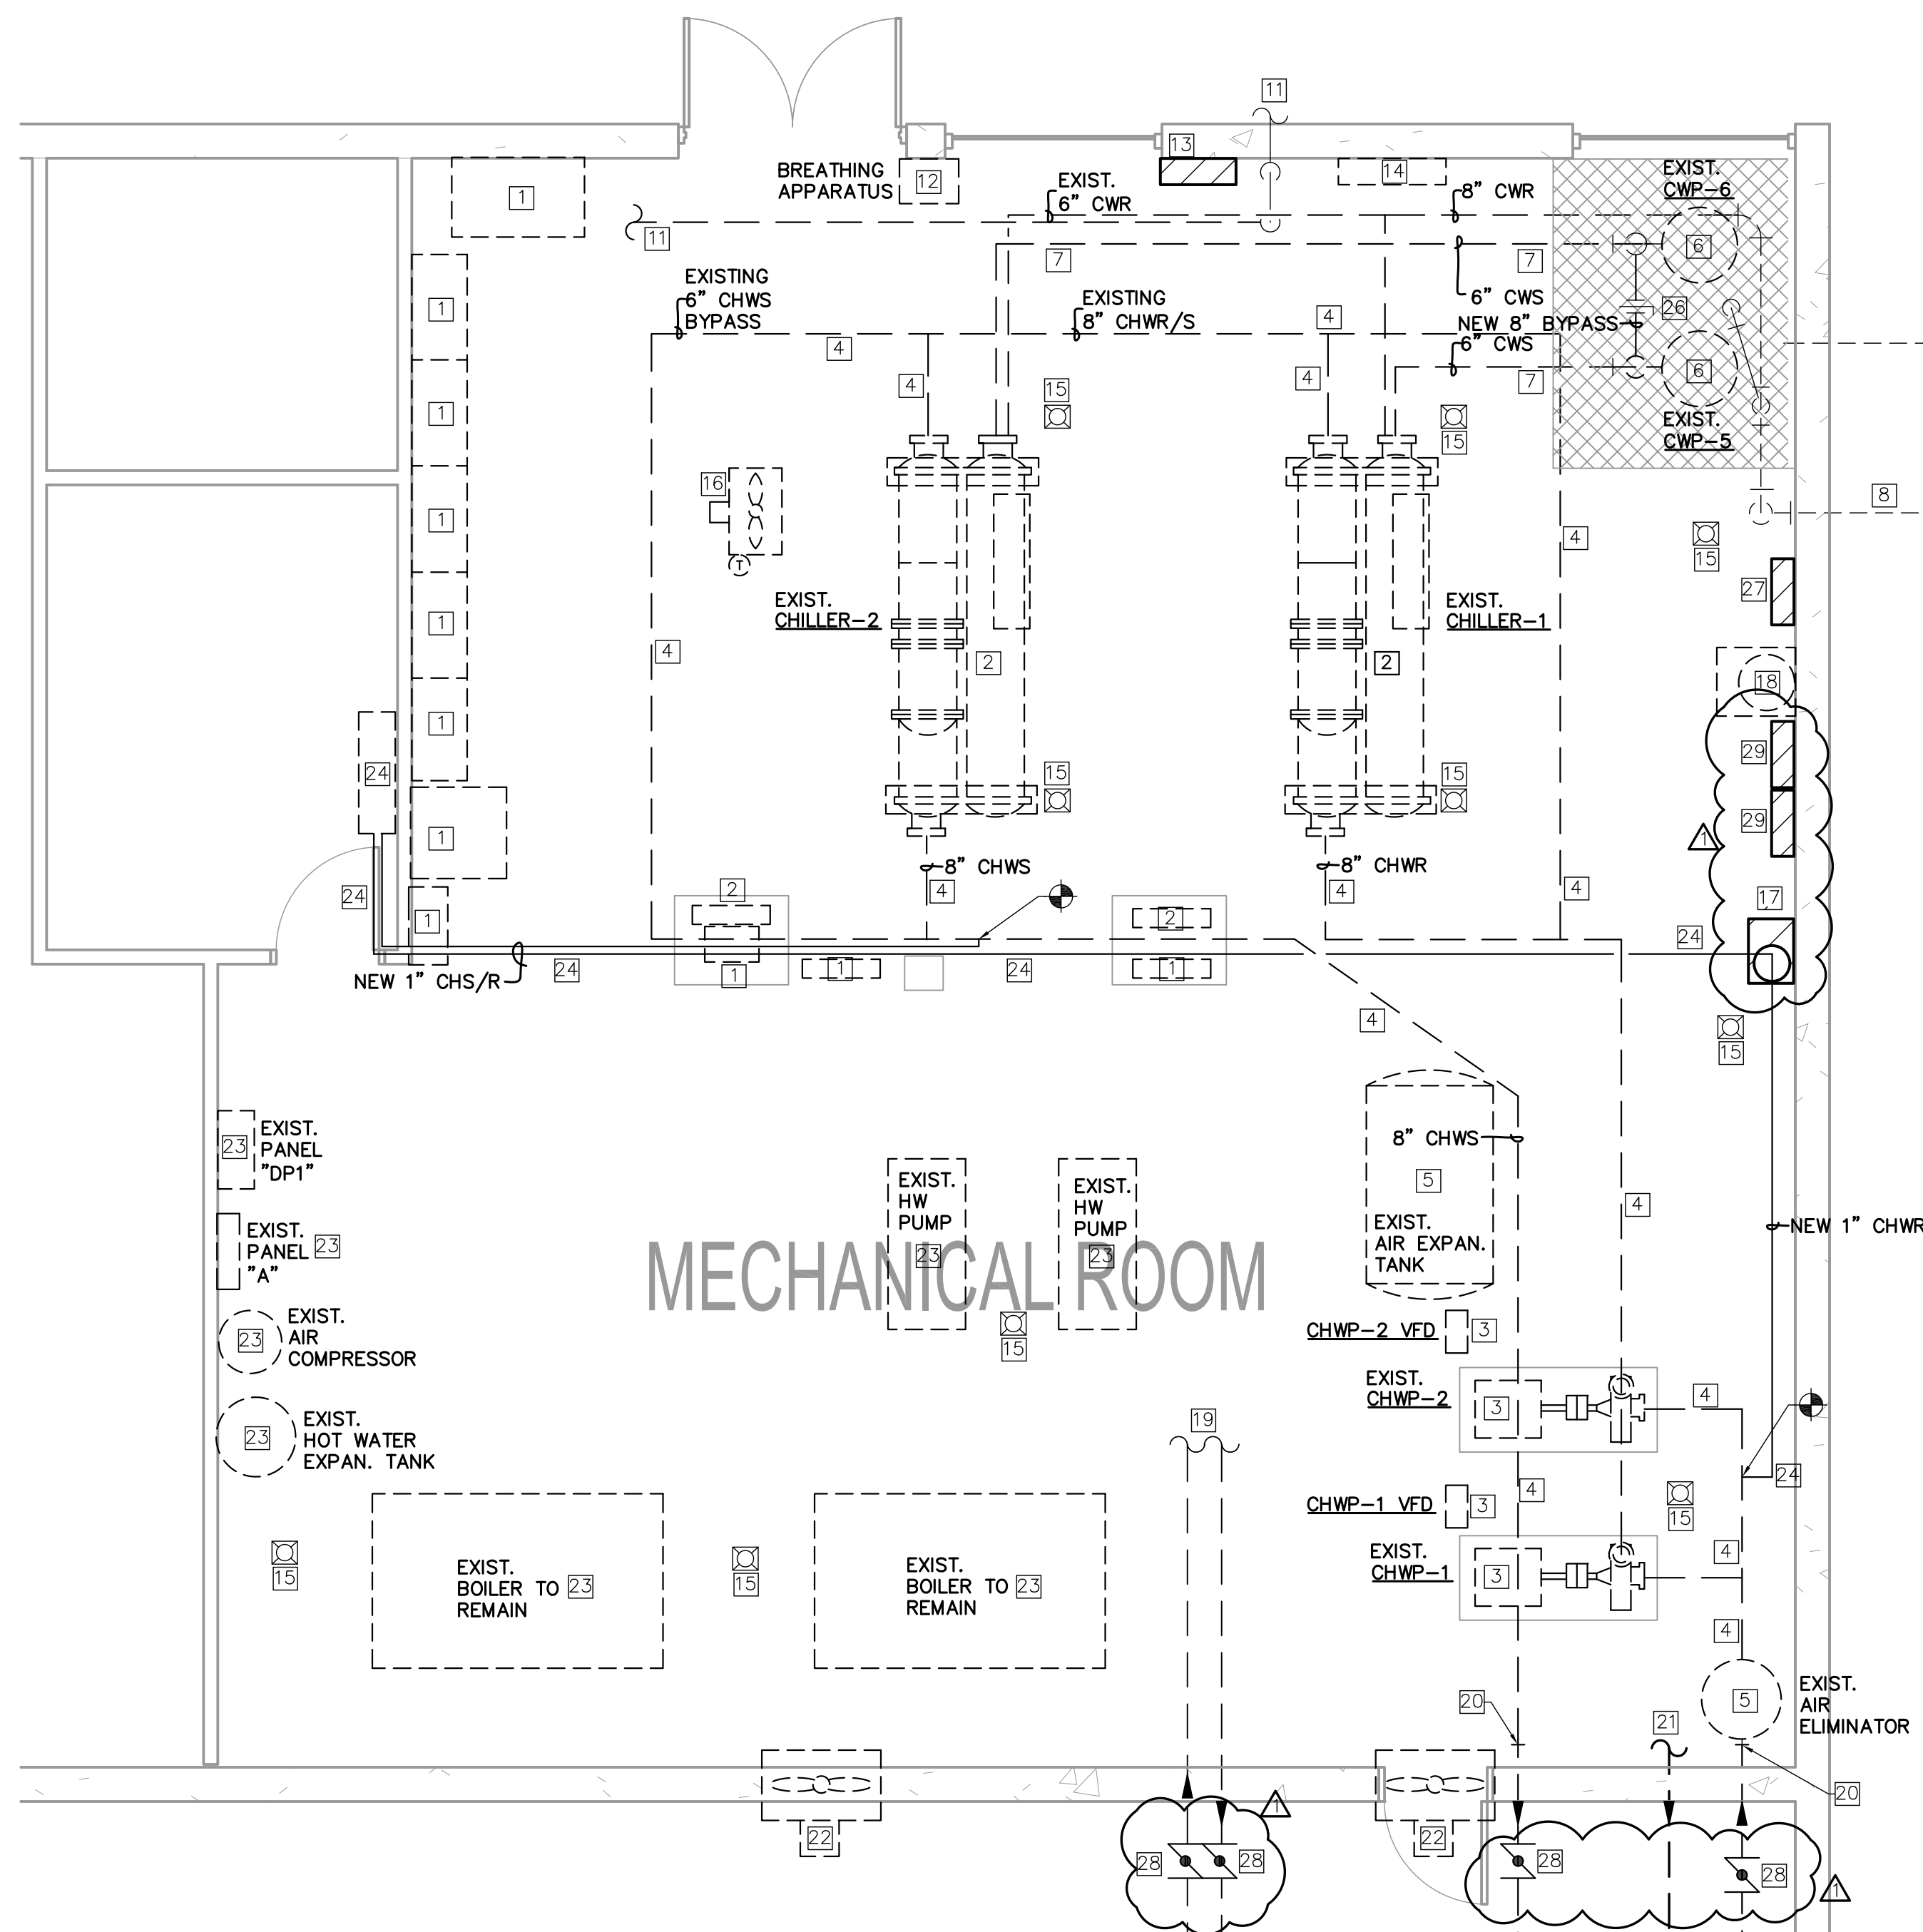 11
13
BREATHING
APPARATUS
12
14
1
EXIST.
6" CWR
8" CWR
EXIST.
CWP-6
11
7
7
6
EXISTING
6" CHWS
BYPASS
EXISTING
8" CHWR/S
6" CWS
NEW 8" BYPASS
26
6" CWS
4
4
1
4
4
7
6
15
15
EXIST.
CWP-5
1
16
T
8
1
4
15
27
EXIST.
CHILLER-2
EXIST.
CHILLER-1
1
4
2
2
18
1
24
15
15
29
29
1
1
8" CHWS
8" CHWR
24
2
4
4
4
17
1
2
24
NEW 1" CHS/R
24
1
1
24
1
4
15
EXIST.
PANEL
"DP1"
23
8" CHWS
5
4
EXIST.
HW
PUMP
23
EXIST.
HW
PUMP
23
EXIST.
AIR EXPAN.
TANK
NEW 1" CHWR
EXIST.
PANEL
"A"
23
MECHANICAL ROOM
EXIST.
AIR
COMPRESSOR
23
15
CHWP-2 VFD
3
EXIST.
CHWP-2
3
4
EXIST.
HOT WATER
EXPAN. TANK
23
19
24
CHWP-1 VFD
3
4
15
EXIST.
CHWP-1
3
4
15
15
EXIST.
BOILER TO
REMAIN
23
EXIST.
BOILER TO
REMAIN
23
4
20
21
5
EXIST.
AIR
ELIMINATOR
20
22
22
1
28
28
28
28
1